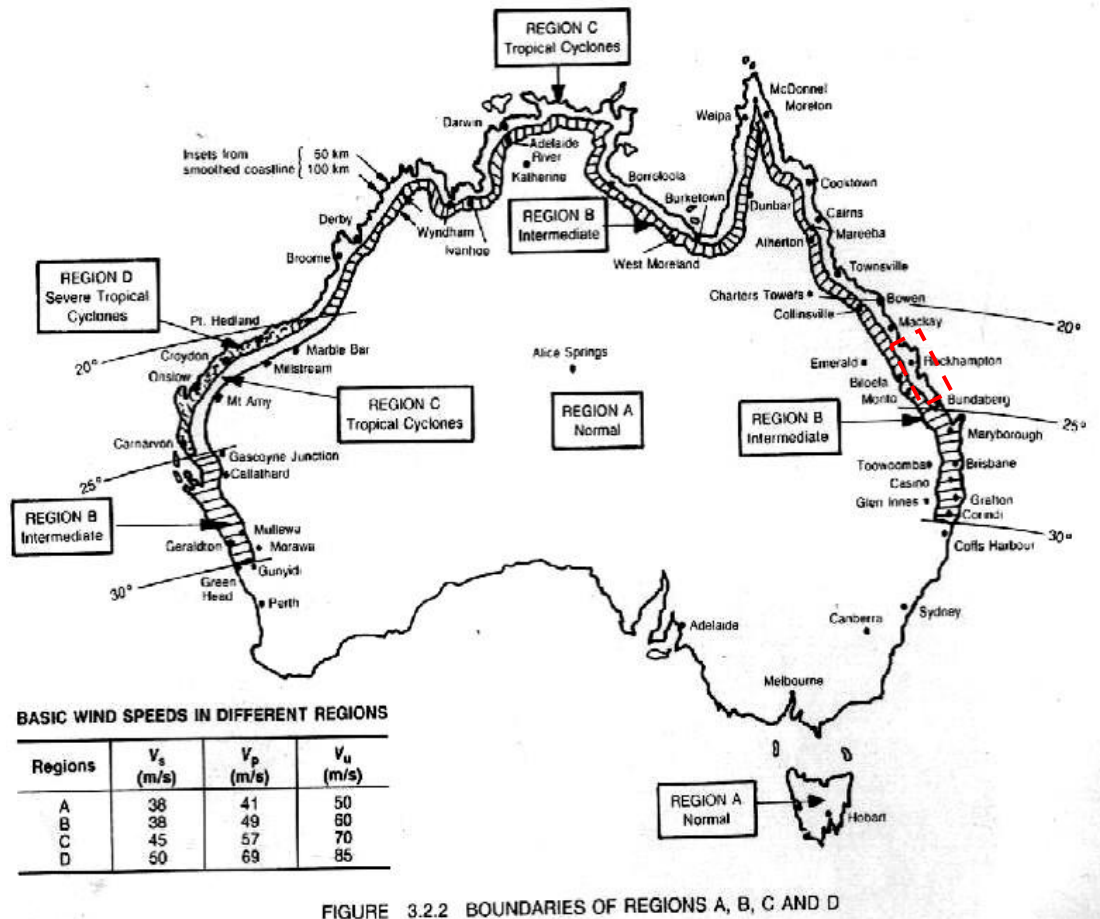 REGION C
Tropical Cyclones
McDonnel
Moreton
Weipa
Darwin
Adelaide
River
Katherine
Insets from
smoothed coastline
50 km
100 km
Borroloola
Burketown
Cooktown
Dunbar
Cairns
Derby
Wyndham
Ivanhoe
REGION B
Intermediate
Mareeba
Atherton
Broome
West Moreland
Townsville
REGION D
Severe Tropical
Cyclones
Charters Towers
Bowen
Collinsville
20°
Pt. Hedland
Mackay
20°
Croydon
Marble Bar
Alice Springs
Emerald
Rockhampton
Onslow
Millstream
Biloela
Mt Amy
REGION C
Tropical Cyclones
REGION A
Normal
Monto
Bundaberg
REGION B
Intermediate
25°
Carnarvon
Maryborough
Gascoyne Junction
25°
Callathard
Toowoomba
Brisbane
Casino
REGION B
Intermediate
Glen Innes
Grafton
Corindi
Mullewa
30°
Geraldton
Morawa
Coffs Harbour
30°
Green
Head
Gunyidi
Perth
Sydney
Adelaide
Canberra
Melbourne
BASIC WIND SPEEDS IN DIFFERENT REGIONS
Regions Vs (m/s) Vp (m/s) Vu (m/s)
A 38 41 50
B 38 49 60
C 45 57 70
D 50 69 85
REGION A
Normal
Hobart
FIGURE 3.2.2 BOUNDARIES OF REGIONS A, B, C AND D